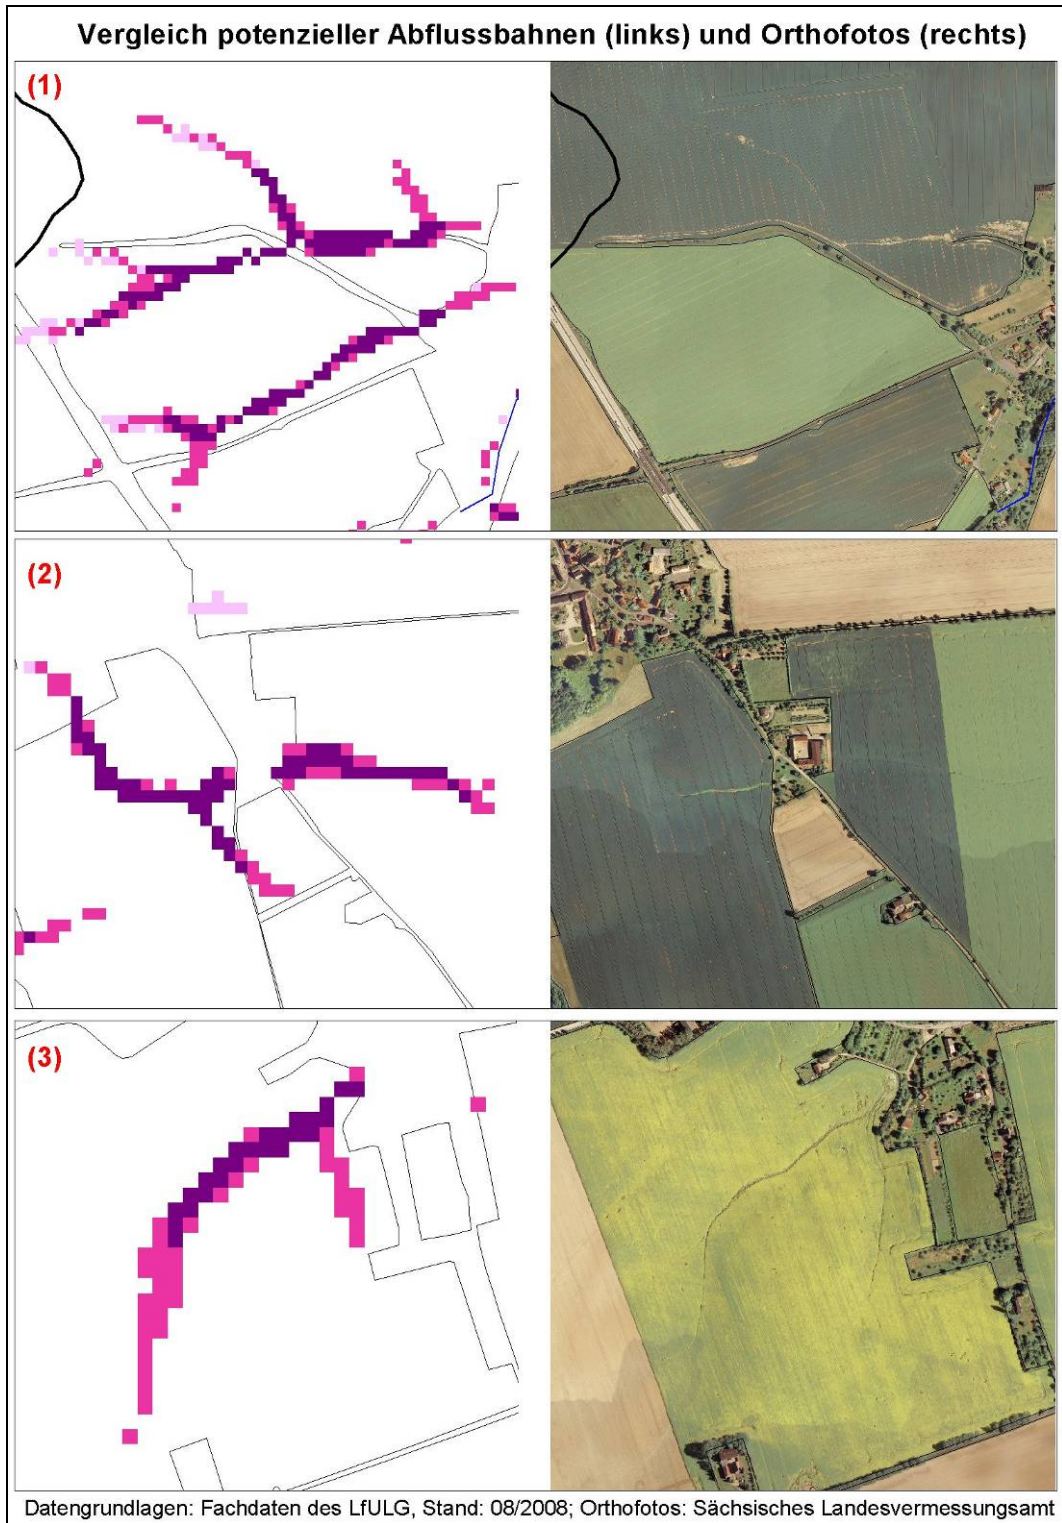 Vergleich potenzieller Abflussbahnen (links) und Orthofotos (rechts)
(1)
(2)
(3)
Datengrundlagen: Fachdaten des LfULG, Stand: 08/2008; Orthofotos: Sächsisches Landesvermessungsamt